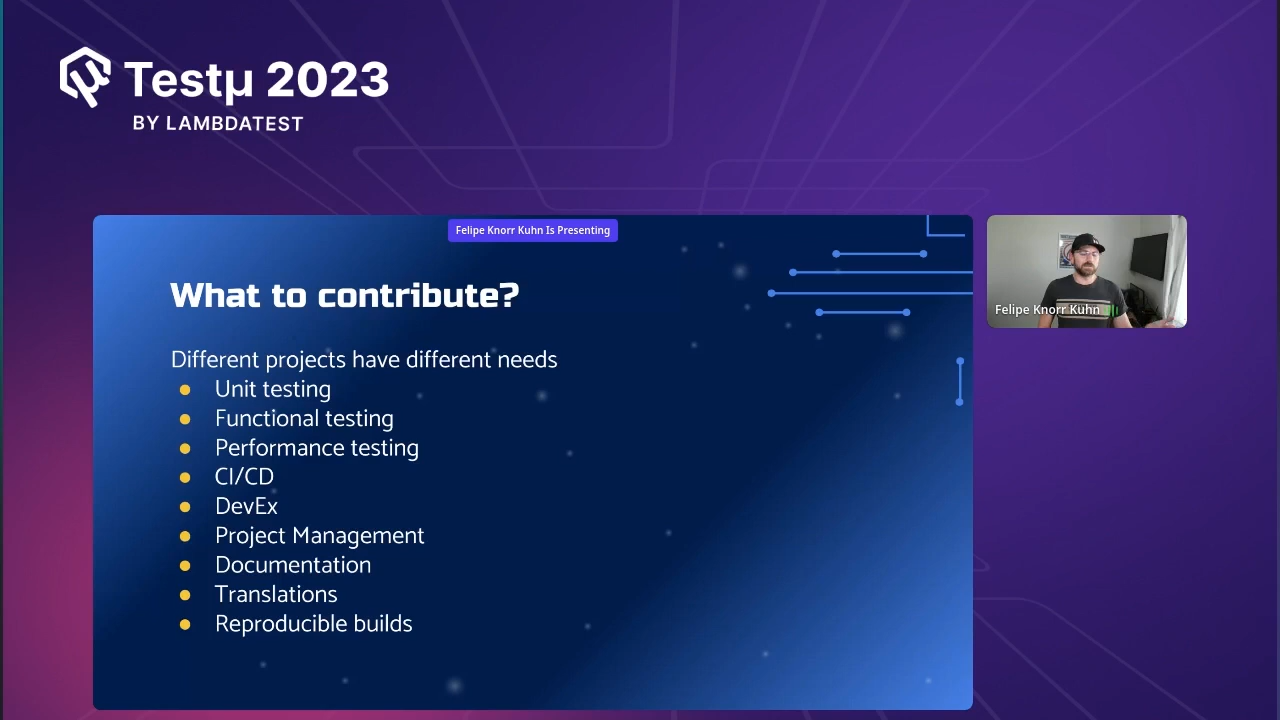 Testμ 2023
BY LAMBDATEST
Felipe Knorr Kuhn Is Presenting
What to contribute?
Different projects have different needs
● Unit testing
● Functional testing
● Performance testing
● CI/CD
● DevEx
● Project Management
● Documentation
● Translations
● Reproducible builds
Felipe Knorr Kuhn